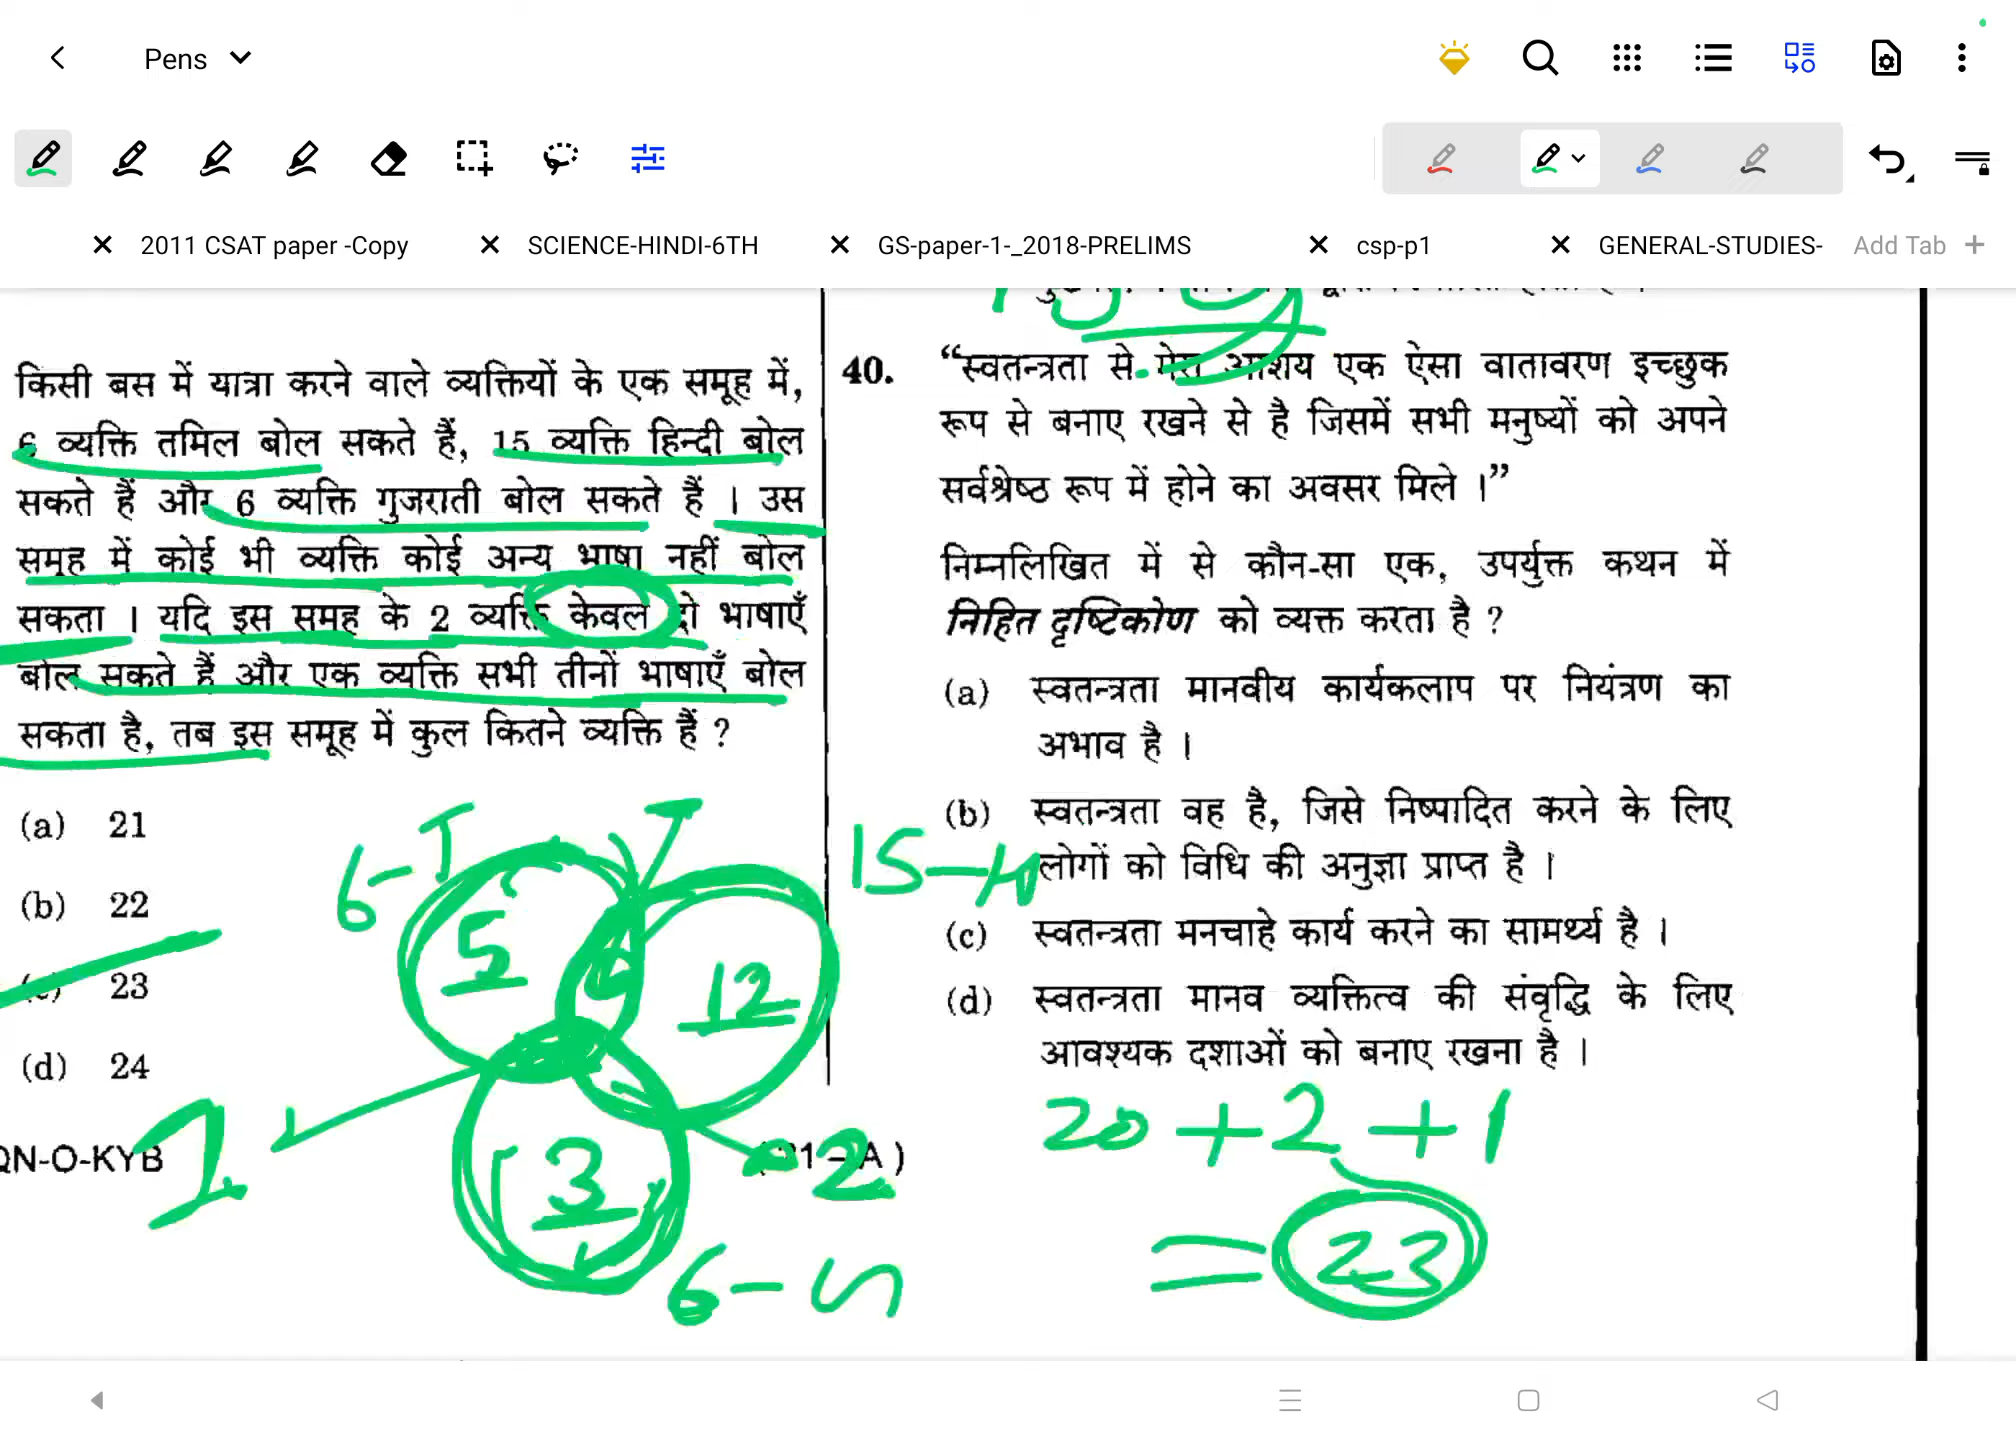 Pens
2011 CSAT paper -Copy
SCIENCE-HINDI-6TH
GS-paper-1-_2018-PRELIMS
csp-p1
GENERAL-STUDIES-
Add Tab +
किसी बस में यात्रा करने वाले व्यक्तियों के एक समूह में,
6 व्यक्ति तमिल बोल सकते हैं, 15 व्यक्ति हिन्दी बोल
सकते हैं और 6 व्यक्ति गुजराती बोल सकते हैं । उस
समूह में कोई भी व्यक्ति कोई अन्य भाषा नहीं बोल
सकता । यदि इस समूह के 2 व्यक्ति केवल दो भाषाएँ
बोल सकते हैं और एक व्यक्ति सभी तीनों भाषाएँ बोल
सकता है, तब इस समूह में कुल कितने व्यक्ति हैं ?
(a) 21
(b) 22
(c) 23
(d) 24
6-T
15-H
5
12
3
1
2
6-
QN-O-KYB
40. “स्वतन्त्रता से मेरा आशय एक ऐसा वातावरण इच्छुक
रूप से बनाए रखने से है जिसमें सभी मनुष्यों को अपने
सर्वश्रेष्ठ रूप में होने का अवसर मिले ।”
निम्नलिखित में से कौन-सा एक, उपर्युक्त कथन में
निहित दृष्टिकोण को व्यक्त करता है ?
(a) स्वतन्त्रता मानवीय कार्यकलाप पर नियंत्रण का
अभाव है ।
(b) स्वतन्त्रता वह है, जिसे निष्पादित करने के लिए
लोगों को विधि की अनुज्ञा प्राप्त है ।
(c) स्वतन्त्रता मनचाहे कार्य करने का सामर्थ्य है ।
(d) स्वतन्त्रता मानव व्यक्तित्व की संवृद्धि के लिए
आवश्यक दशाओं को बनाए रखना है ।
20 + 2 + 1
= 23